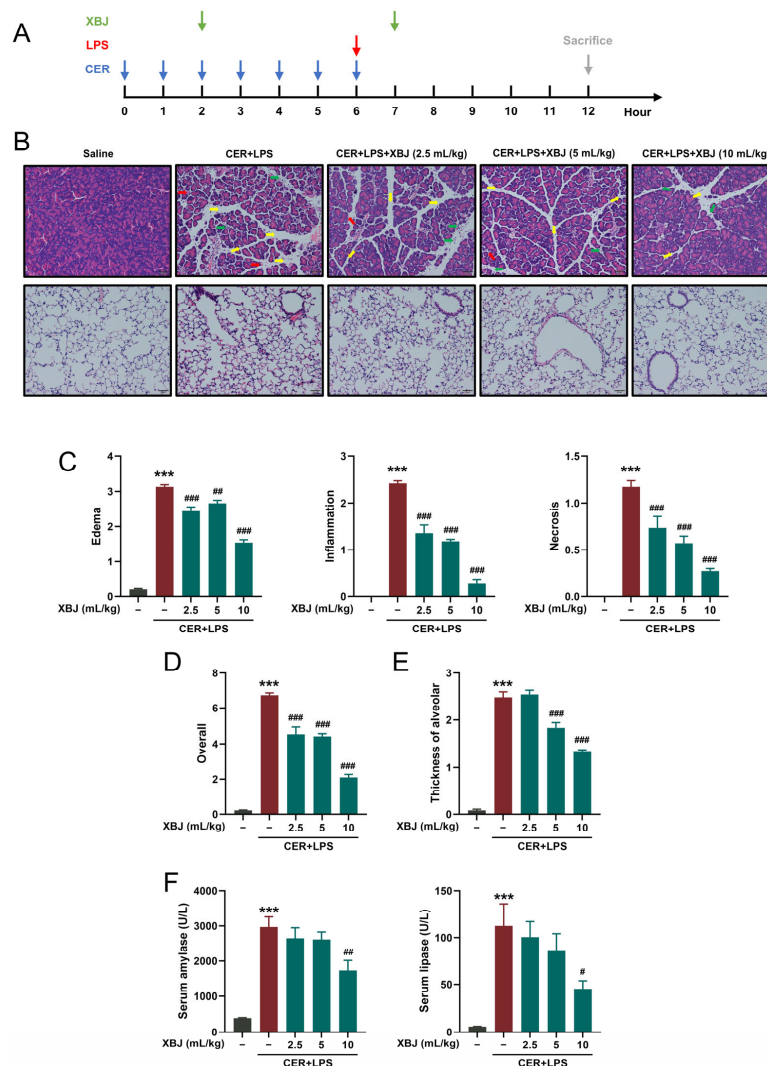 A
XBJ
LPS
CER
Sacrifice
0 1 2 3 4 5 6 7 8 9 10 11 12 Hour
B
Saline CER+LPS CER+LPS+XBJ (2.5 mL/kg) CER+LPS+XBJ (5 mL/kg) CER+LPS+XBJ (10 mL/kg)
C
Edema
4
3
2
1
0
*** ### ## ###
XBJ (mL/kg) – – 2.5 5 10
CER+LPS
Inflammation
3
2
1
0
*** ### ### ###
– – 2.5 5 10
XBJ (mL/kg)
CER+LPS
Necrosis
1.5
1.0
0.5
0.0
*** ### ### ###
XBJ (mL/kg) – – 2.5 5 10
CER+LPS
D
Overall
8
6
4
2
0
*** ### ### ###
XBJ (mL/kg) – – 2.5 5 10
CER+LPS
E
Thickness of alveolar
3
2
1
0
*** ### ###
XBJ (mL/kg) – – 2.5 5 10
CER+LPS
F
Serum amylase (U/L)
4000
3000
2000
1000
0
*** ##
XBJ (mL/kg) – – 2.5 5 10
CER+LPS
Serum lipase (U/L)
150
100
50
0
*** #
XBJ (mL/kg) – – 2.5 5 10
CER+LPS